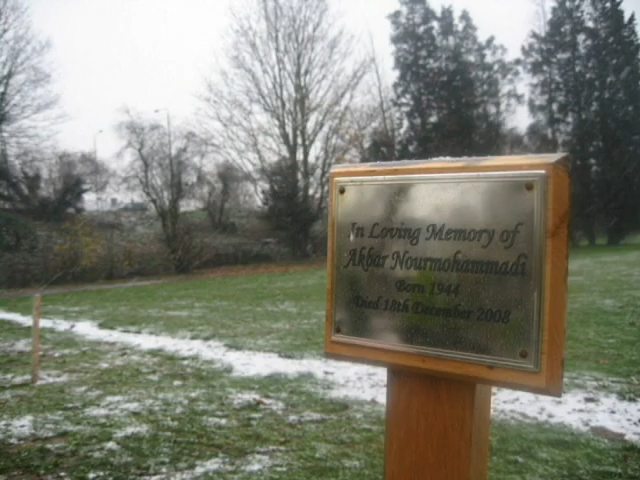 In Loving Memory of
Akbar Nourmohammadi
Born 1944
Died 18th December 2008